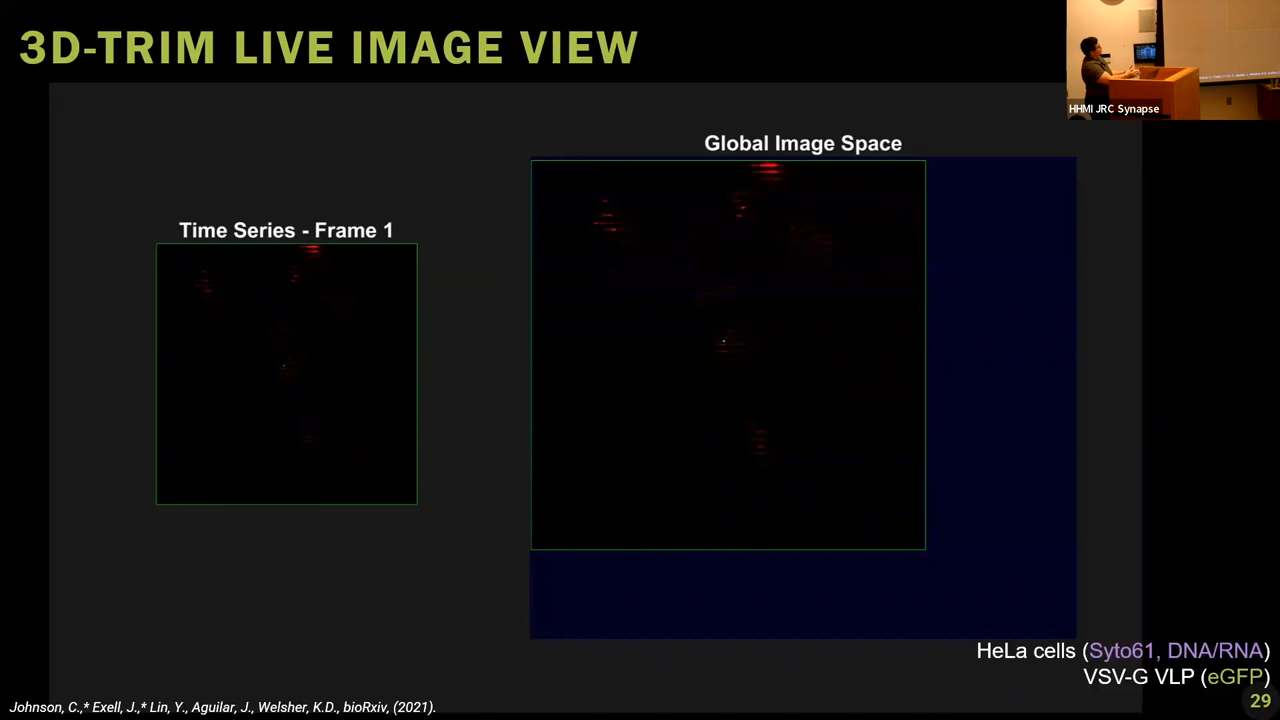 3D-TRIM LIVE IMAGE VIEW
HHMI JRC Synapse
Global Image Space
Time Series - Frame 1
HeLa cells (Syto61, DNA/RNA)
VSV-G VLP (eGFP)
Johnson, C.,* Exell, J.,* Lin, Y., Aguilar, J., Welsher, K.D., bioRxiv, (2021).
29